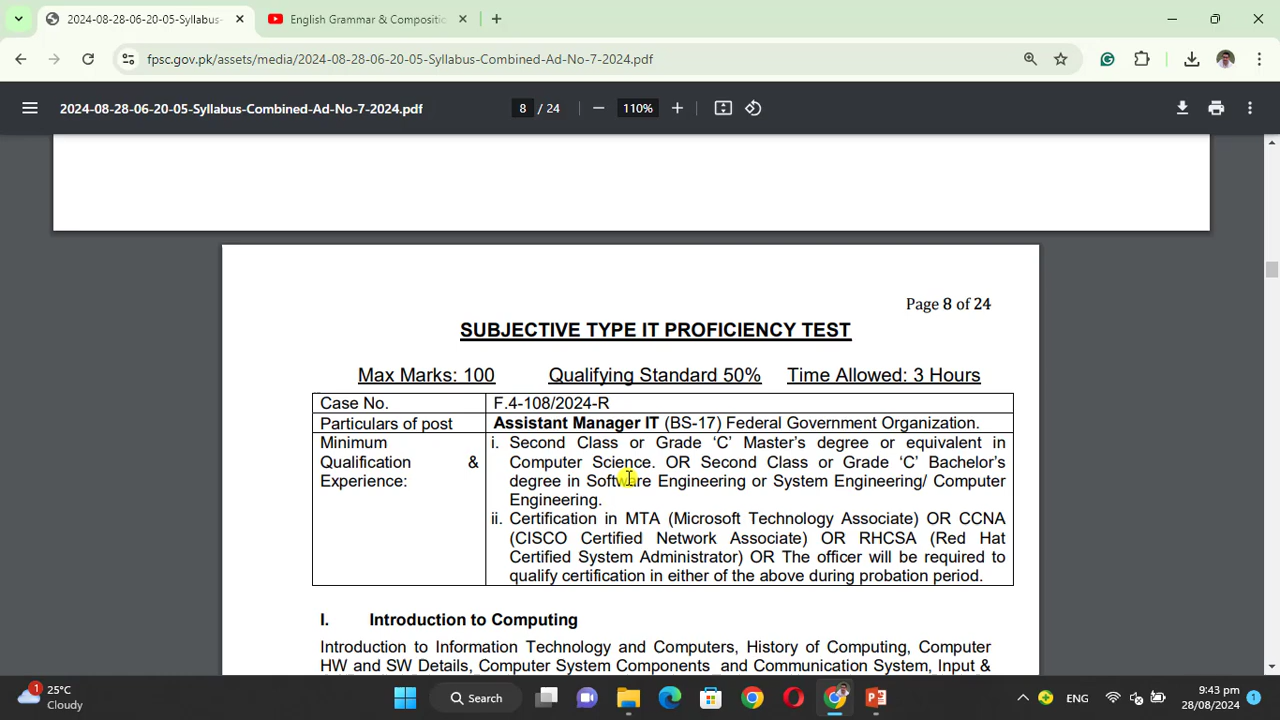 2024-08-28-06-20-05-Syllabus-
English Grammar & Compositi
fpsc.gov.pk/assets/media/2024-08-28-06-20-05-Syllabus-Combined-Ad-No-7-2024.pdf
2024-08-28-06-20-05-Syllabus-Combined-Ad-No-7-2024.pdf
8 / 24
110%
Page 8 of 24
SUBJECTIVE TYPE IT PROFICIENCY TEST
Max Marks: 100 Qualifying Standard 50% Time Allowed: 3 Hours
Case No. F.4-108/2024-R
Particulars of post Assistant Manager IT (BS-17) Federal Government Organization.
Minimum i. Second Class or Grade ‘C’ Master’s degree or equivalent in
Qualification & Computer Science. OR Second Class or Grade ‘C’ Bachelor’s
Experience: degree in Software Engineering or System Engineering/ Computer
Engineering.
ii. Certification in MTA (Microsoft Technology Associate) OR CCNA
(CISCO Certified Network Associate) OR RHCSA (Red Hat
Certified System Administrator) OR The officer will be required to
qualify certification in either of the above during probation period.
I. Introduction to Computing
Introduction to Information Technology and Computers, History of Computing, Computer
HW and SW Details, Computer System Components and Communication System, Input &
1
25°C
Cloudy
Search
ENG
9:43 pm
28/08/2024
1